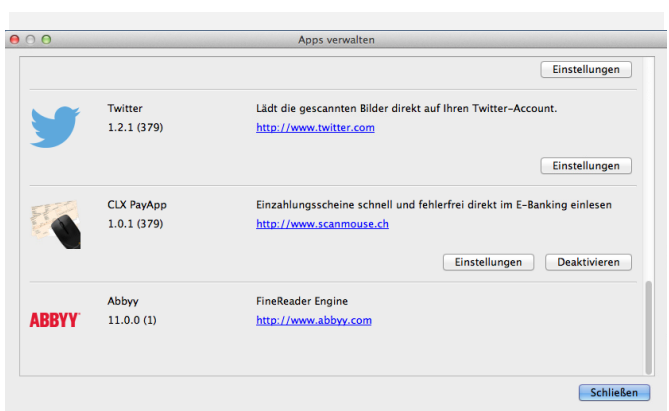 Apps verwalten
Einstellungen
Twitter
Lädt die gescannten Bilder direkt auf Ihren Twitter-Account.
1.2.1 (379)
http://www.twitter.com
Einstellungen
CLX PayApp
Einzahlungsscheine schnell und fehlerfrei direkt im E-Banking einlesen
1.0.1 (379)
http://www.scanmouse.ch
Einstellungen
Deaktivieren
ABBYY
Abbyy
FineReader Engine
11.0.0 (1)
http://www.abbyy.com
Schließen